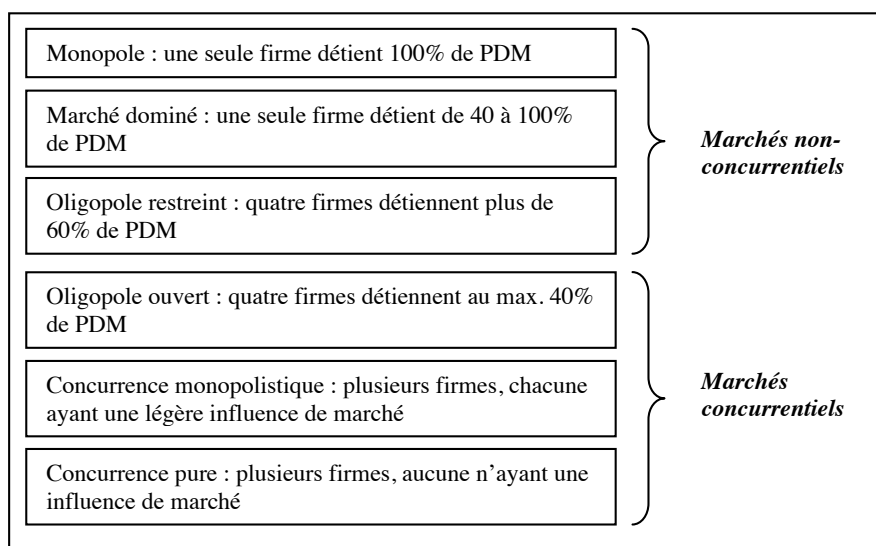 Monopole : une seule firme détient 100% de PDM
Marché dominé : une seule firme détient de 40 à 100%
de PDM
Oligopole restreint : quatre firmes détiennent plus de
60% de PDM
Marchés non-
concurrentiels
Oligopole ouvert : quatre firmes détiennent au max. 40%
de PDM
Concurrence monopolistique : plusieurs firmes, chacune
ayant une légère influence de marché
Concurrence pure : plusieurs firmes, aucune n'ayant une
influence de marché
Marchés
concurrentiels